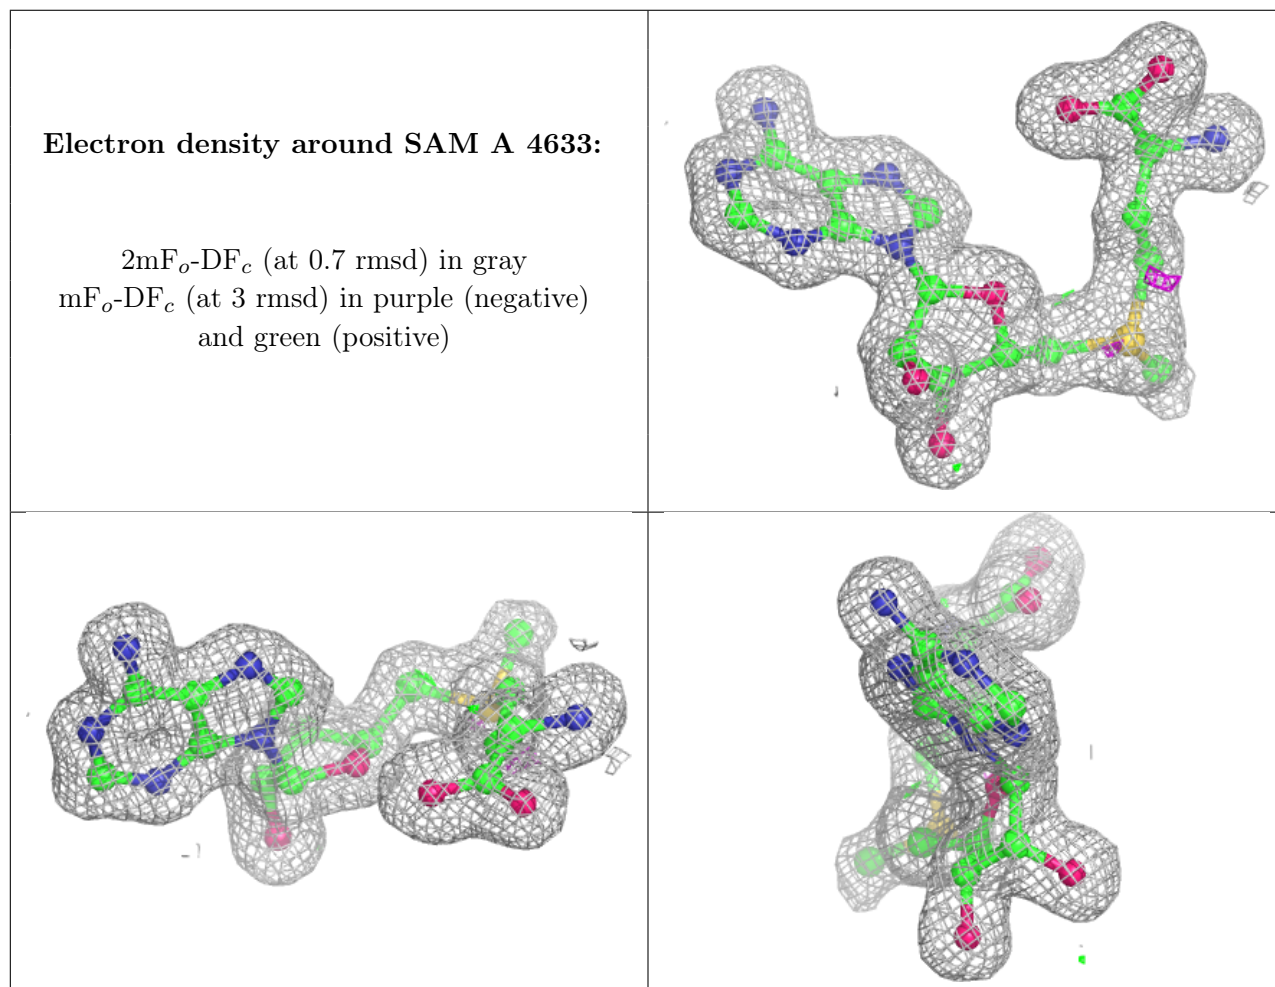 Electron density around SAM A 4633:
2mFo-DFc (at 0.7 rmsd) in gray
mFo-DFc (at 3 rmsd) in purple (negative)
and green (positive)